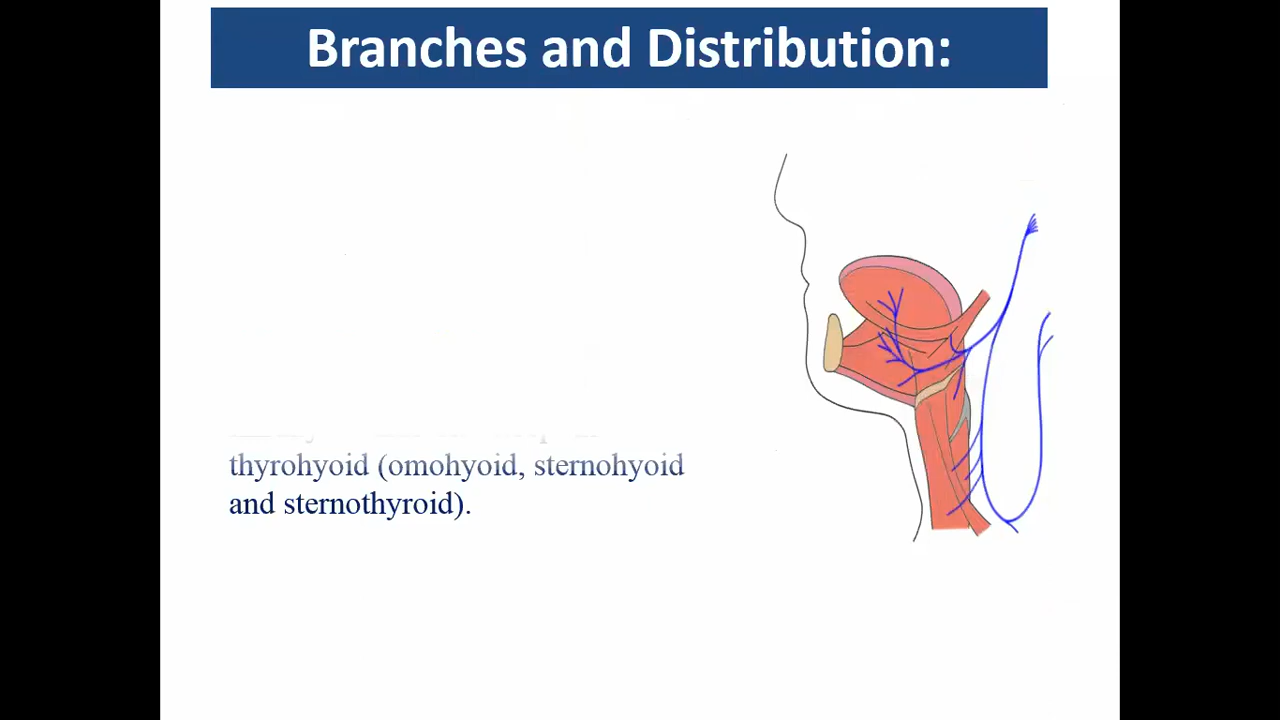 Branches and Distribution:
thyrohyoid (omohyoid, sternohyoid
and sternothyroid).